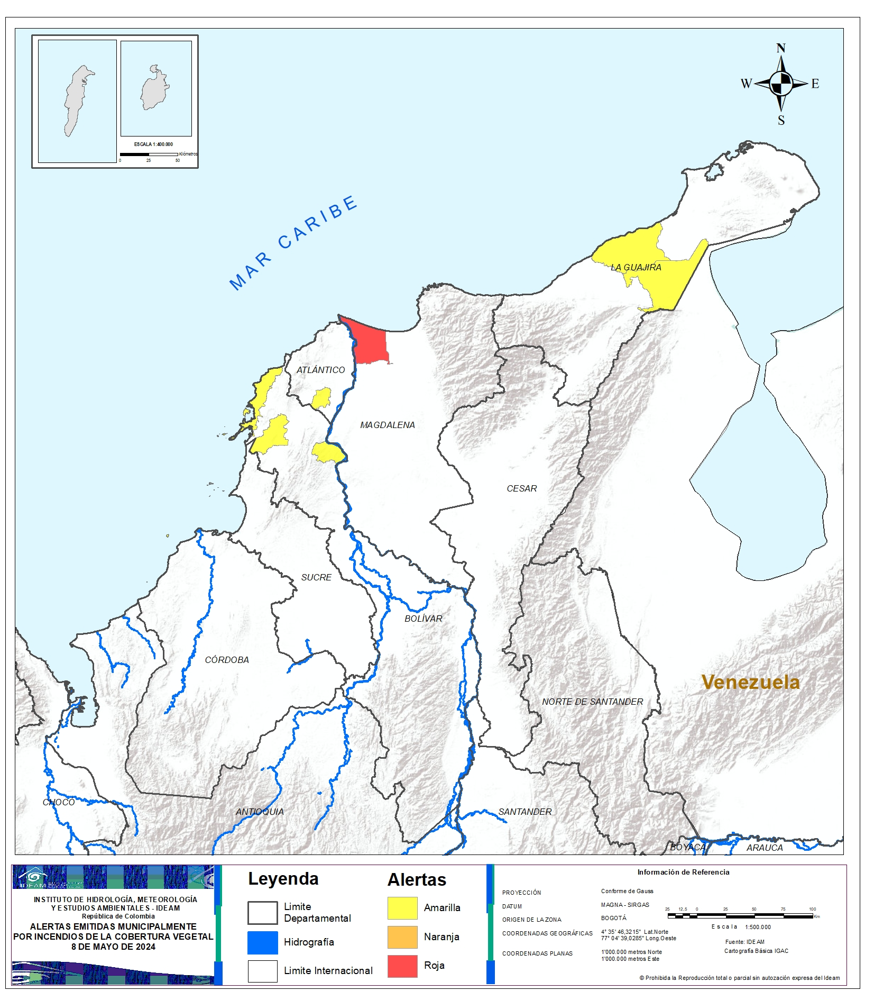 N
W
E
S
ESCALA 1:400.000
Kilómetros
0 25 50
MAR CARIBE
LA GUAJIRA
ATLÁNTICO
MAGDALENA
CESAR
SUCRE
BOLÍVAR
CÓRDOBA
Venezuela
NORTE DE SANTANDER
CHOCÓ
ANTIOQUIA
SANTANDER
BOYACÁ
ARAUCA
IDEAM
INSTITUTO DE HIDROLOGÍA, METEOROLOGÍA
Y ESTUDIOS AMBIENTALES - IDEAM
República de Colombia
ALERTAS EMITIDAS MUNICIPALMENTE
POR INCENDIOS DE LA COBERTURA VEGETAL
8 DE MAYO DE 2024
Leyenda
Limite
Departamental
Hidrografía
Limite Internacional
Alertas
Amarilla
Naranja
Roja
Información de Referencia
PROYECCIÓN Conforme de Gauss
DATUM MAGNA - SIRGAS
ORIGEN DE LA ZONA BOGOTÁ
COORDENADAS GEOGRÁFICAS 4° 35' 46,3215" Lat.Norte
77° 04' 39,0285" Long.Oeste
COORDENADAS PLANAS 1'000.000 metros Norte
1'000.000 metros Este
25 12,5 0 25 50 75 100
Km
Escala 1:500.000
Fuente: IDEAM
Cartografía Básica IGAC
© Prohibida la Reproducción total o parcial sin autozación expresa del Ideam